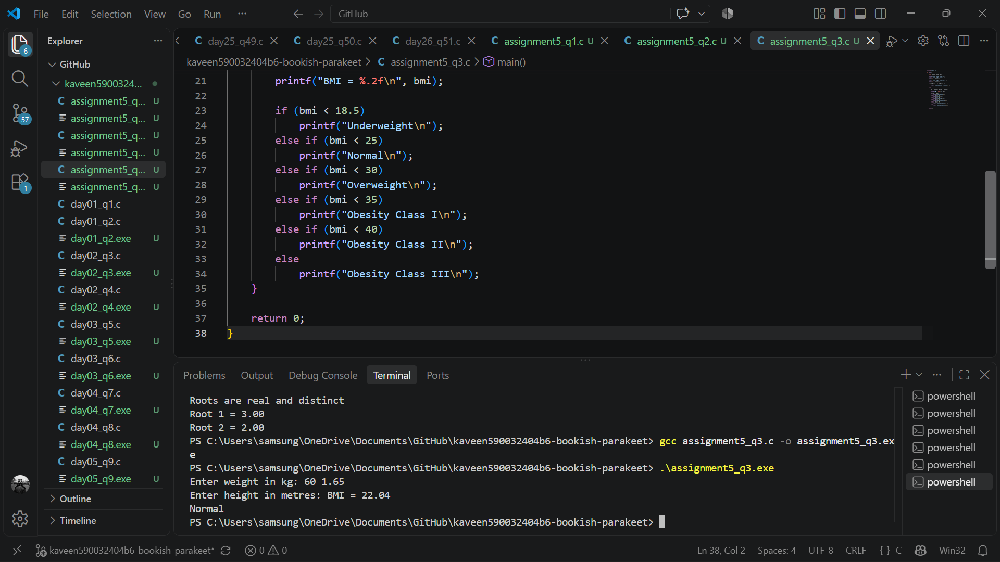 File Edit Selection View Go Run ··· GitHub
Explorer ···
day25_q49.c day25_q50.c day26_q51.c assignment5_q1.c U assignment5_q2.c U assignment5_q3.c U
6
GitHub
kaveen590032404b6-bookish-parakeet > C assignment5_q3.c > main()
kaveen5900324...
C assignment5_q... U
assignment5_q... U
C assignment5_q... U
assignment5_q... U
C assignment5_q... U
assignment5_q... U
C day01_q1.c
C day01_q2.c
day01_q2.exe U
C day02_q3.c
day02_q3.exe U
C day02_q4.c
day02_q4.exe U
C day03_q5.c
day03_q5.exe U
C day03_q6.c
day03_q6.exe U
C day04_q7.c
day04_q7.exe U
C day04_q8.c
day04_q8.exe U
C day05_q9.c
day05_q9.exe U
Outline
Timeline
57
1
21 printf("BMI = %.2f\n", bmi);
22
23 if (bmi < 18.5)
24 printf("Underweight\n");
25 else if (bmi < 25)
26 printf("Normal\n");
27 else if (bmi < 30)
28 printf("Overweight\n");
29 else if (bmi < 35)
30 printf("Obesity Class I\n");
31 else if (bmi < 40)
32 printf("Obesity Class II\n");
33 else
34 printf("Obesity Class III\n");
35 }
36
37 return 0;
38 }
Problems Output Debug Console Terminal Ports
Roots are real and distinct
Root 1 = 3.00
Root 2 = 2.00
PS C:\Users\samsung\OneDrive\Documents\GitHub\kaveen590032404b6-bookish-parakeet> gcc assignment5_q3.c -o assignment5_q3.ex
e
PS C:\Users\samsung\OneDrive\Documents\GitHub\kaveen590032404b6-bookish-parakeet> .\assignment5_q3.exe
Enter weight in kg: 60 1.65
Enter height in metres: BMI = 22.04
Normal
PS C:\Users\samsung\OneDrive\Documents\GitHub\kaveen590032404b6-bookish-parakeet>
powershell
powershell
powershell
powershell
powershell
powershell
kaveen590032404b6-bookish-parakeet* 0 0 Ln 38, Col 2 Spaces: 4 UTF-8 CRLF {} C Win32